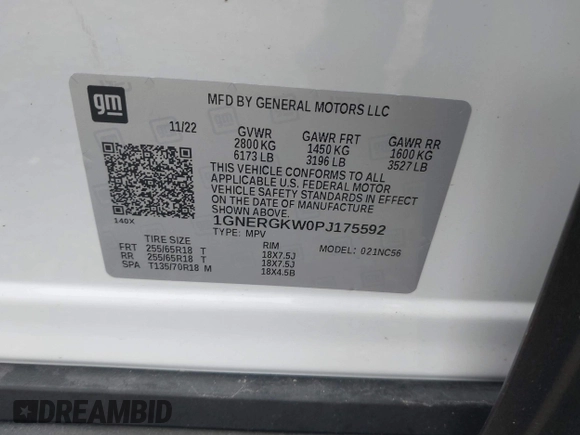 gm
MFD BY GENERAL MOTORS LLC
11/22 GVWR GAWR FRT GAWR RR
2800 KG 1450 KG 1600 KG
6173 LB 3196 LB 3527 LB
THIS VEHICLE CONFORMS TO ALL
APPLICABLE U.S. FEDERAL MOTOR
VEHICLE SAFETY STANDARDS IN EFFECT
ON THE DATE OF MANUFACTURE
SHOWN ABOVE.
1GNERGKW0PJ175592
140X TYPE: MPV MODEL: 021NC56
TIRE SIZE RIM
FRT 255/65R18 T 18X7.5J
RR 255/65R18 T 18X7.5J
SPA T135/70R18 M 18X4.5B
DREAMBID